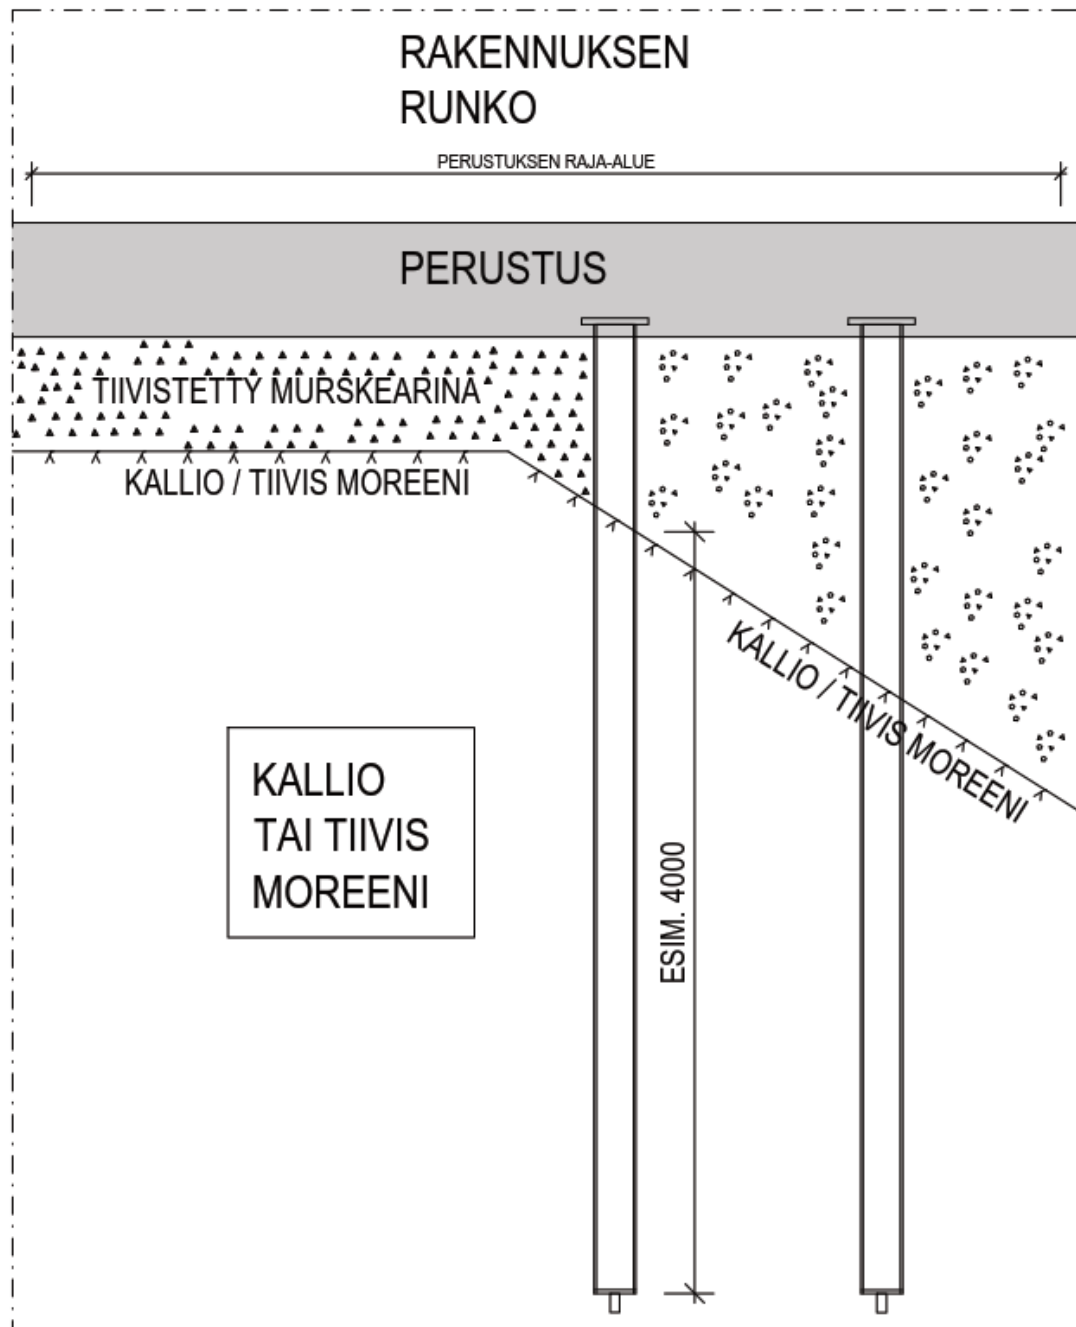 RAKENNUKSEN
RUNKO
PERUSTUKSEN RAJA-ALUE
PERUSTUS
TIIVISTETTY MURSKEARINA
KALLIO / TIIVIS MOREENI
KALLIO / TIIVIS MOREENI
KALLIO
TAI TIIVIS
MOREENI
ESIM. 4000